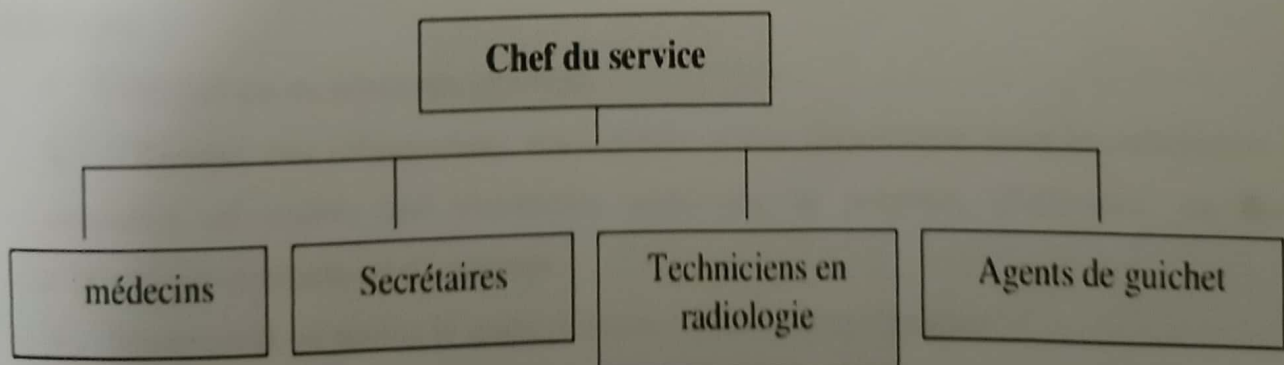 Chef du service
médecins
Secrétaires
Techniciens en
radiologie
Agents de guichet